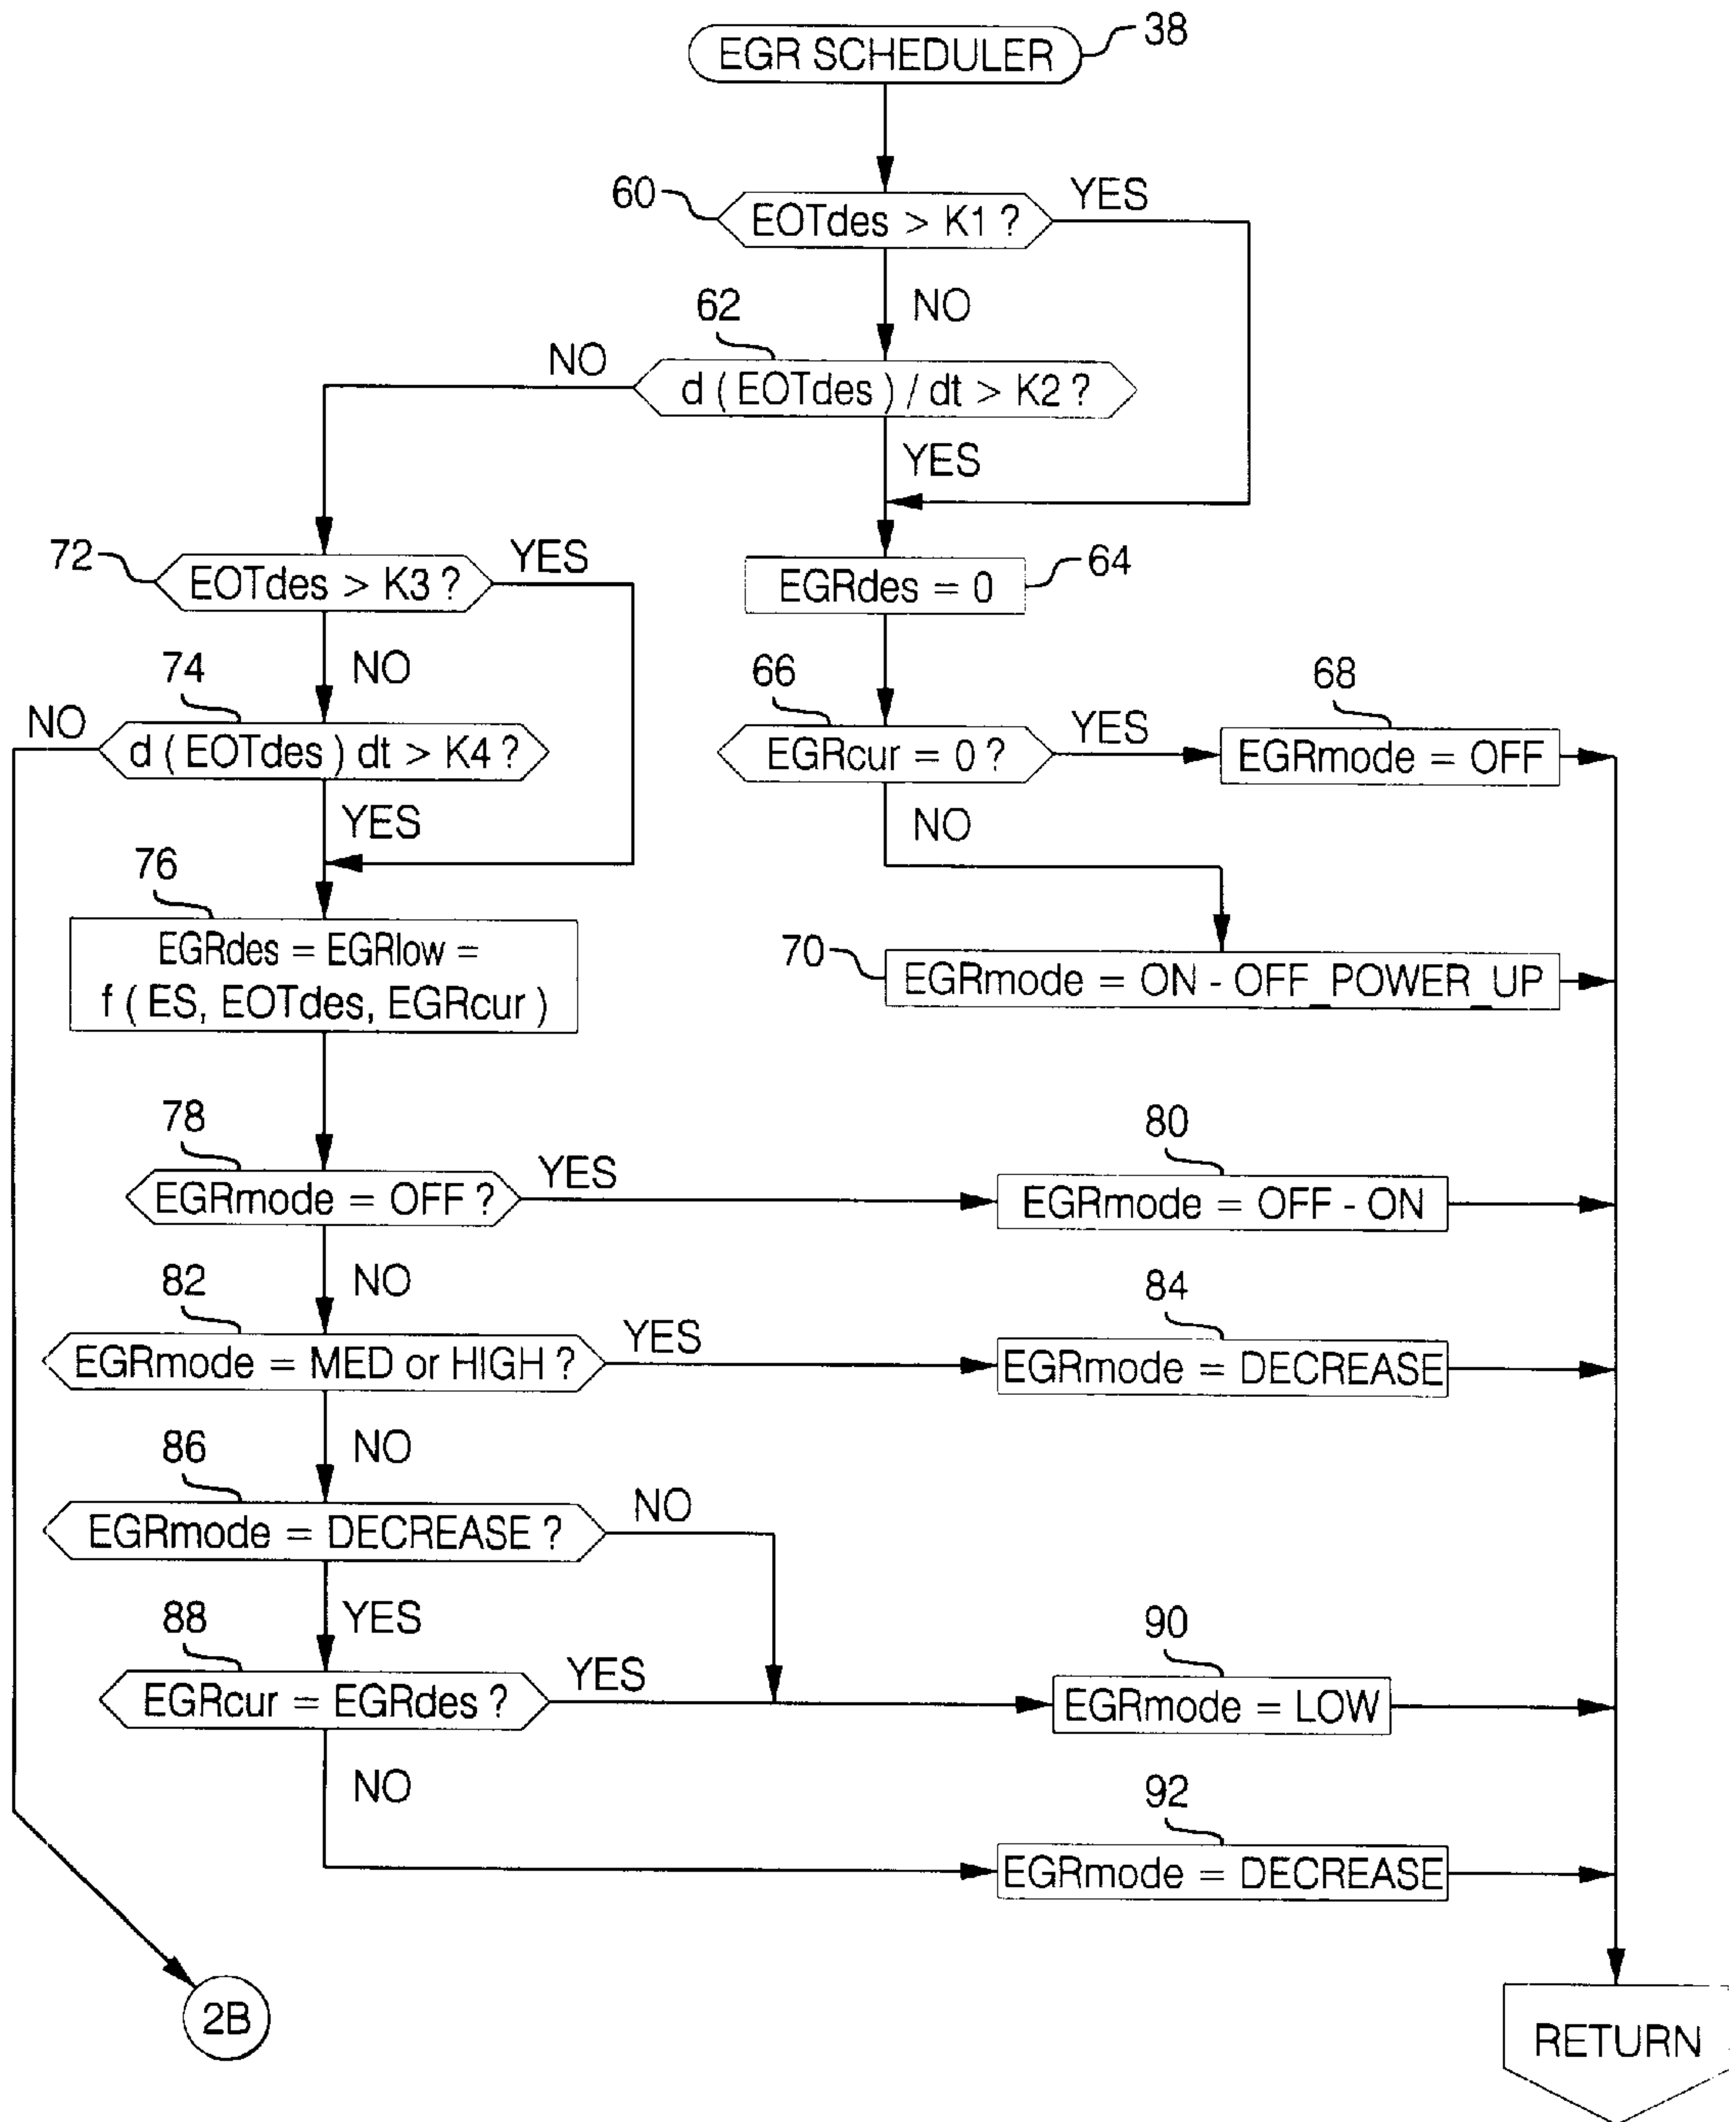 EGR SCHEDULER
38
60
EOTdes > K1 ?
YES
NO
62
NO
d ( EOTdes ) / dt > K2 ?
YES
72
EOTdes > K3 ?
YES
EGRdes = 0
64
NO
74
NO
d ( EOTdes ) dt > K4 ?
YES
66
EGRcur = 0 ?
YES
68
EGRmode = OFF
NO
76
EGRdes = EGRlow =
f ( ES, EOTdes, EGRcur )
70
EGRmode = ON - OFF_POWER_UP
78
EGRmode = OFF ?
YES
80
EGRmode = OFF - ON
NO
82
EGRmode = MED or HIGH ?
YES
84
EGRmode = DECREASE
NO
86
EGRmode = DECREASE ?
NO
YES
88
EGRcur = EGRdes ?
YES
90
EGRmode = LOW
NO
92
EGRmode = DECREASE
2B
RETURN